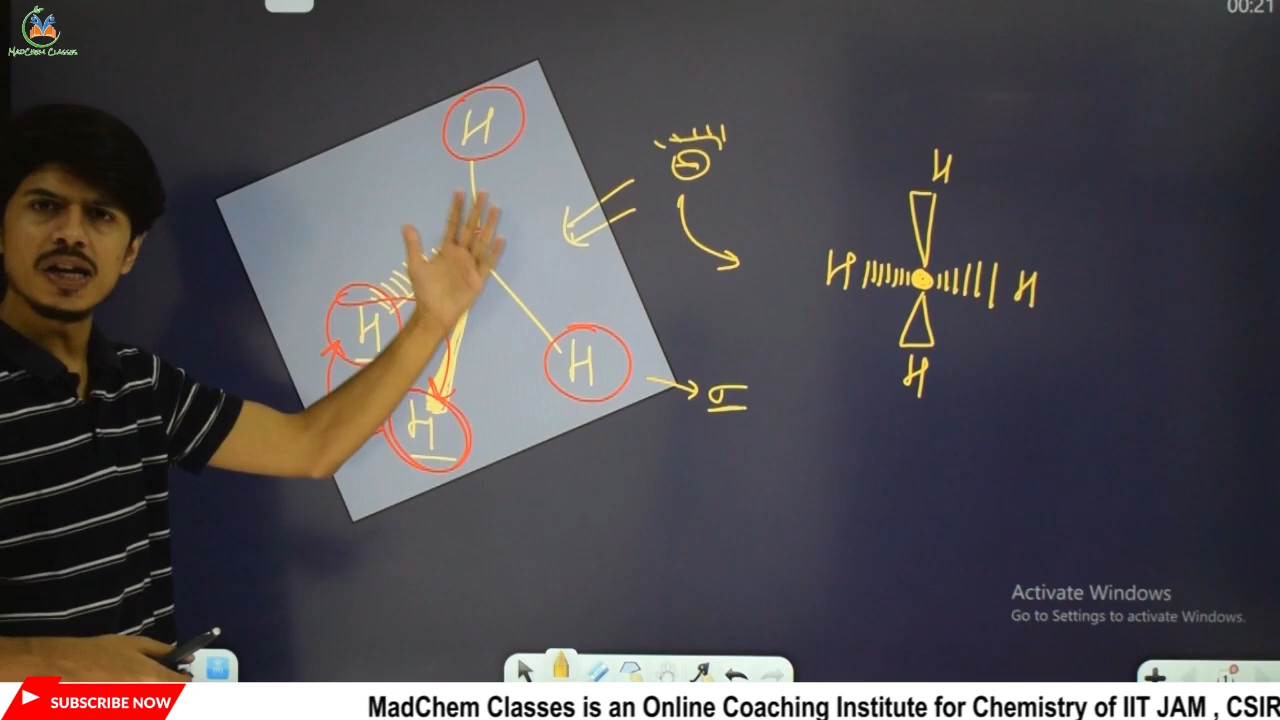 MADCHEM CLASSES
00:21
H
H
H
H
σ
H
H
H
H
Activate Windows
Go to Settings to activate Windows.
SUBSCRIBE NOW
MadChem Classes is an Online Coaching Institute for Chemistry of IIT JAM , CSIR